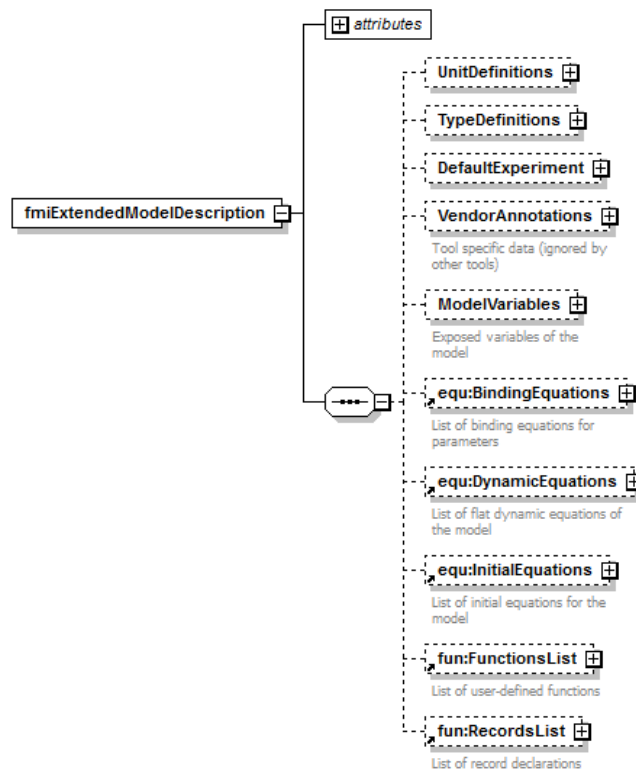 attributes
UnitDefinitions
TypeDefinitions
DefaultExperiment
fmiExtendedModelDescription
VendorAnnotations
Tool specific data (ignored by
other tools)
ModelVariables
Exposed variables of the
model
equ:BindingEquations
List of binding equations for
parameters
equ:DynamicEquations
List of flat dynamic equations of
the model
equ:InitialEquations
List of initial equations for the
model
fun:FunctionsList
List of user-defined functions
fun:RecordsList
List of record declarations